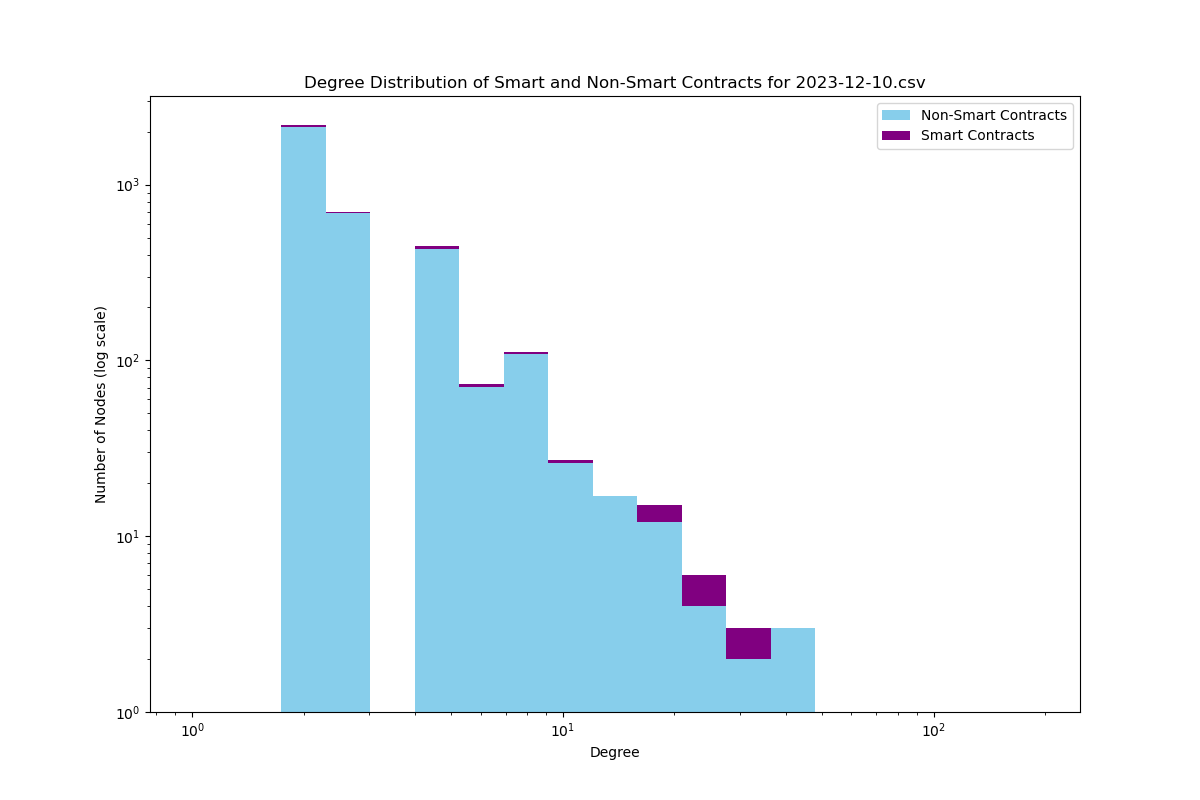 Degree Distribution of Smart and Non-Smart Contracts for 2023-12-10.csv
Non-Smart Contracts
Smart Contracts
Number of Nodes (log scale)
10³
10²
10¹
10⁰
10⁰ 10¹ 10²
Degree